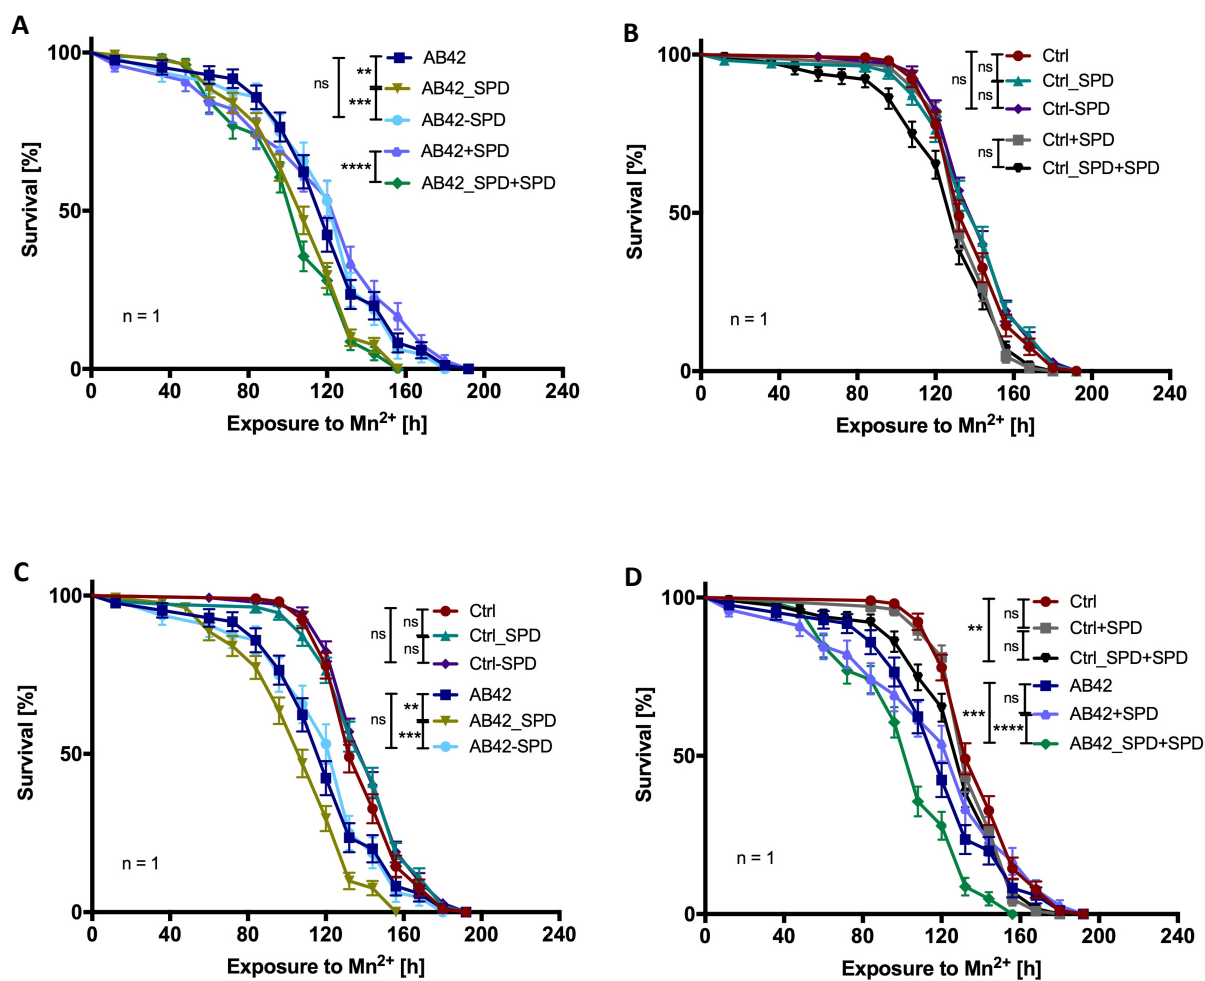 A
100
50
0
0
40
80
120
160
200
240
Survival [%]
Exposure to Mn2+ [h]
n = 1
ns
**
***
****
AB42
AB42_SPD
AB42-SPD
AB42+SPD
AB42_SPD+SPD
B
100
50
0
0
40
80
120
160
200
240
Survival [%]
Exposure to Mn2+ [h]
n = 1
ns
ns
ns
ns
Ctrl
Ctrl_SPD
Ctrl-SPD
Ctrl+SPD
Ctrl_SPD+SPD
C
100
50
0
0
40
80
120
160
200
240
Survival [%]
Exposure to Mn2+ [h]
n = 1
ns
ns
ns
Ctrl
Ctrl_SPD
Ctrl-SPD
ns
**
***
AB42
AB42_SPD
AB42-SPD
D
100
50
0
0
40
80
120
160
200
240
Survival [%]
Exposure to Mn2+ [h]
n = 1
**
ns
ns
Ctrl
Ctrl+SPD
Ctrl_SPD+SPD
***
ns
****
AB42
AB42+SPD
AB42_SPD+SPD